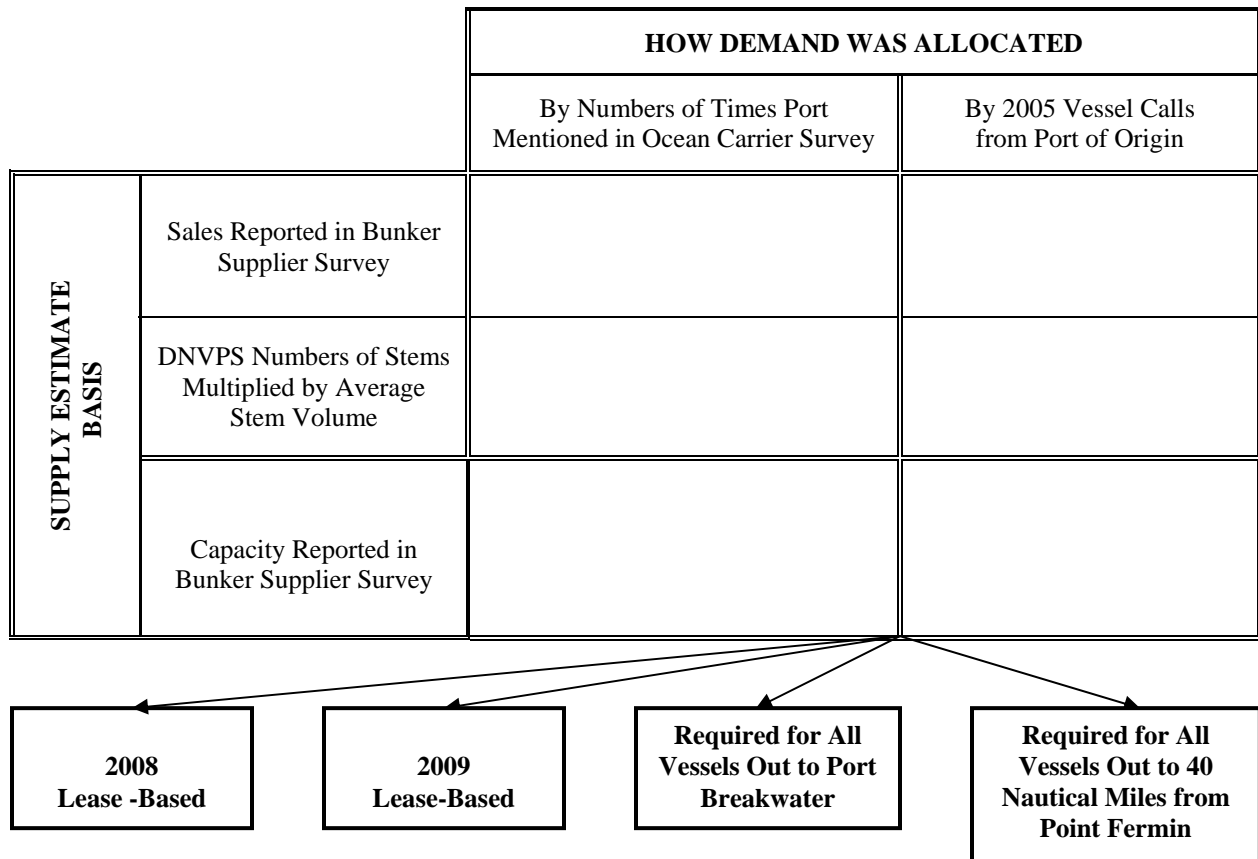 HOW DEMAND WAS ALLOCATED
By Numbers of Times Port
Mentioned in Ocean Carrier Survey
By 2005 Vessel Calls
from Port of Origin
SUPPLY ESTIMATE
BASIS
Sales Reported in Bunker
Supplier Survey
DNVPS Numbers of Stems
Multiplied by Average
Stem Volume
Capacity Reported in
Bunker Supplier Survey
2008
Lease -Based
2009
Lease-Based
Required for All
Vessels Out to Port
Breakwater
Required for All
Vessels Out to 40
Nautical Miles from
Point Fermin